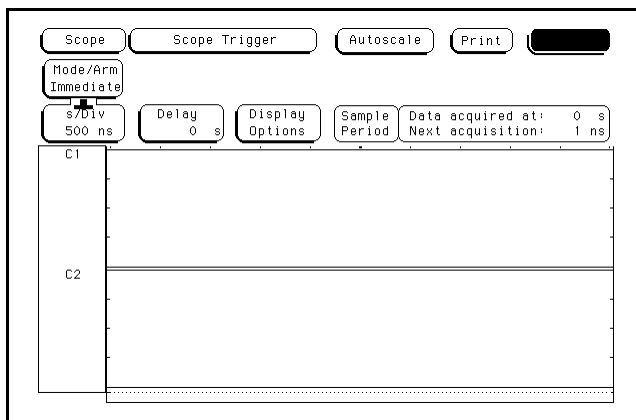 Scope Scope Trigger Autoscale Print
Mode/Arm
Immediate
s/Div
500 ns
Delay
0 s
Display
Options
Sample
Period
Data acquired at: 0 s
Next acquisition: 1 ns
C1
C2